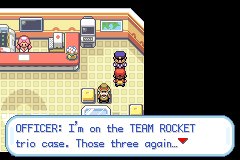 OFFICER: I'm on the TEAM ROCKET
trio case. Those three again…